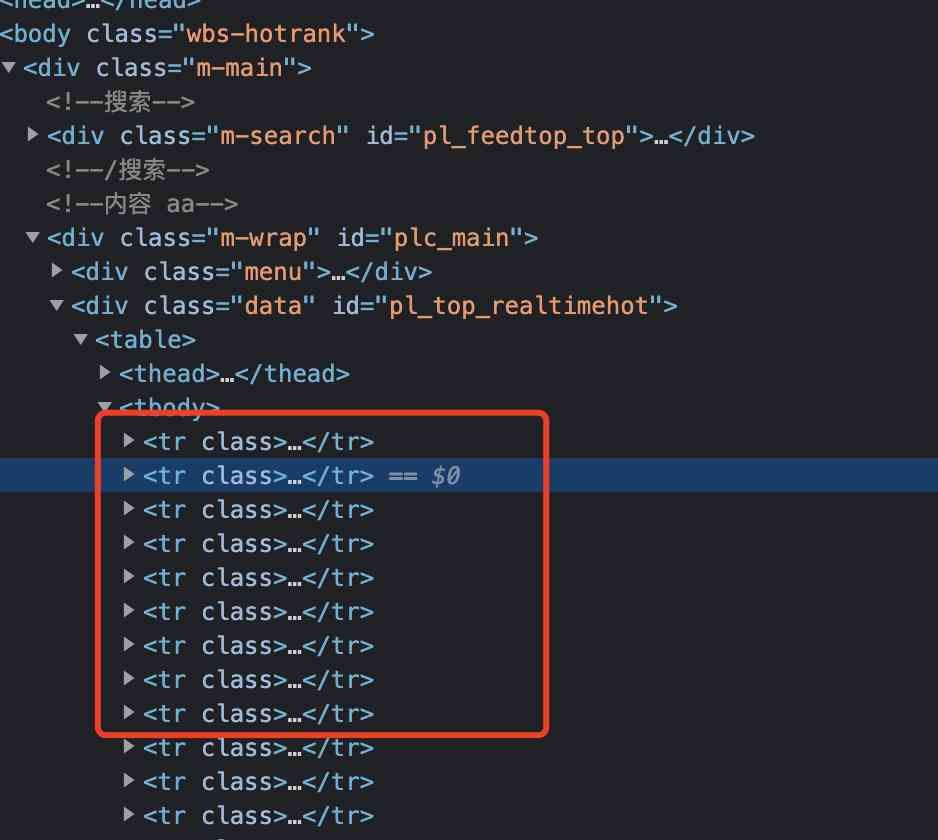 <head>…</head>
<body class="wbs-hotrank">
<div class="m-main">
<!--搜索-->
<div class="m-search" id="pl_feedtop_top">…</div>
<!--/搜索-->
<!--内容 aa-->
<div class="m-wrap" id="plc_main">
<div class="menu">…</div>
<div class="data" id="pl_top_realtimehot">
<table>
<thead>…</thead>
<tbody>
<tr class>…</tr>
<tr class>…</tr> == $0
<tr class>…</tr>
<tr class>…</tr>
<tr class>…</tr>
<tr class>…</tr>
<tr class>…</tr>
<tr class>…</tr>
<tr class>…</tr>
<tr class>…</tr>
<tr class>…</tr>
<tr class>…</tr>